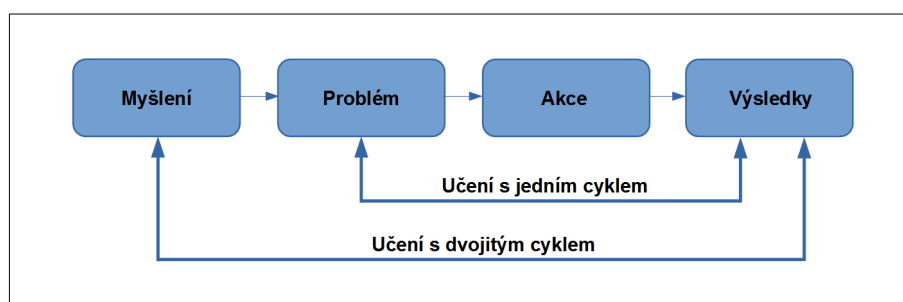 Myšlení
Problém
Akce
Výsledky
Učení s jedním cyklem
Učení s dvojitým cyklem